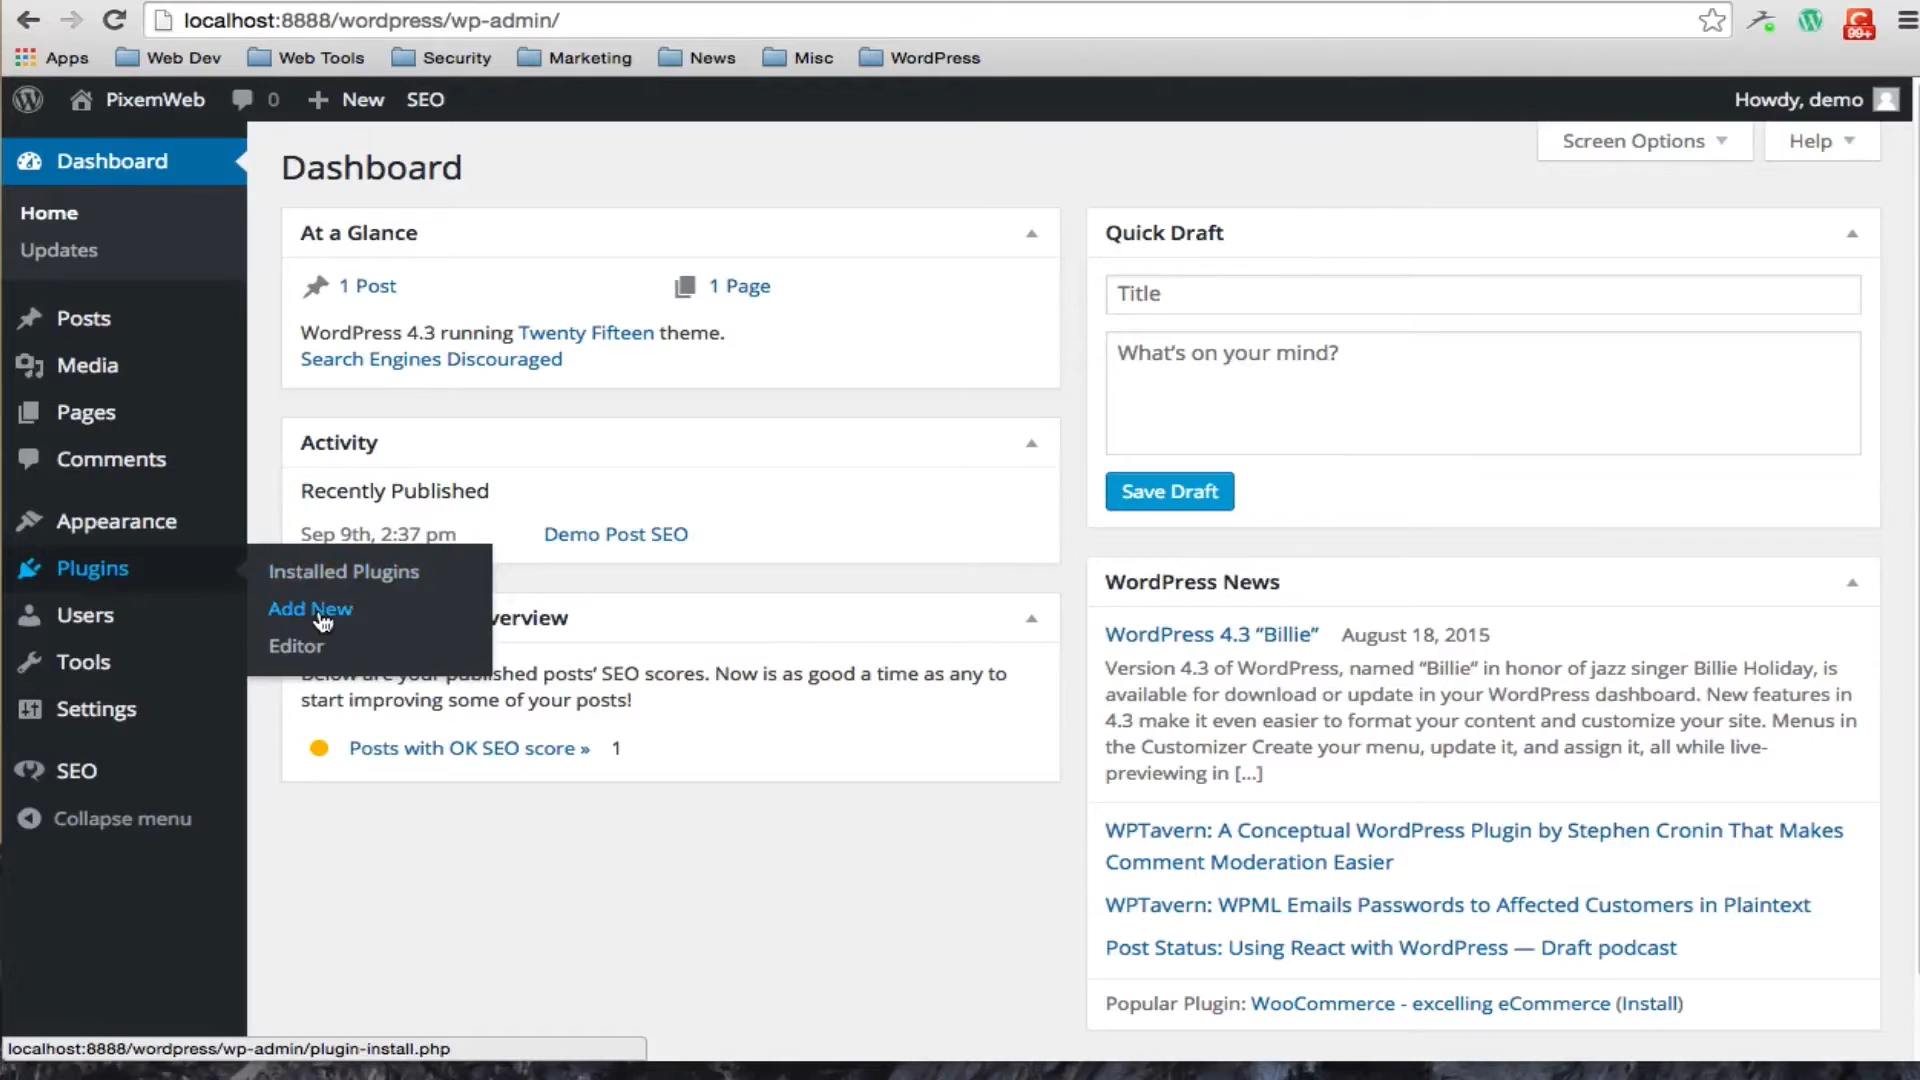 localhost:8888/wordpress/wp-admin/
Apps Web Dev Web Tools Security Marketing News Misc WordPress
99+
PixemWeb 0 New SEO Howdy, demo
Screen Options Help
Dashboard
Home
Updates
Posts
Media
Pages
Comments
Appearance
Plugins
Users
Tools
Settings
SEO
Collapse menu
Installed Plugins
Add New
Editor
Dashboard
At a Glance
1 Post 1 Page
WordPress 4.3 running Twenty Fifteen theme.
Search Engines Discouraged
Activity
Recently Published
Sep 9th, 2:37 pm Demo Post SEO
verview
Below are your published posts’ SEO scores. Now is as good a time as any to
start improving some of your posts!
Posts with OK SEO score » 1
Quick Draft
Title
What’s on your mind?
Save Draft
WordPress News
WordPress 4.3 “Billie” August 18, 2015
Version 4.3 of WordPress, named “Billie” in honor of jazz singer Billie Holiday, is
available for download or update in your WordPress dashboard. New features in
4.3 make it even easier to format your content and customize your site. Menus in
the Customizer Create your menu, update it, and assign it, all while live-
previewing in [...]
WPTavern: A Conceptual WordPress Plugin by Stephen Cronin That Makes
Comment Moderation Easier
WPTavern: WPML Emails Passwords to Affected Customers in Plaintext
Post Status: Using React with WordPress — Draft podcast
Popular Plugin: WooCommerce - excelling eCommerce (Install)
localhost:8888/wordpress/wp-admin/plugin-install.php